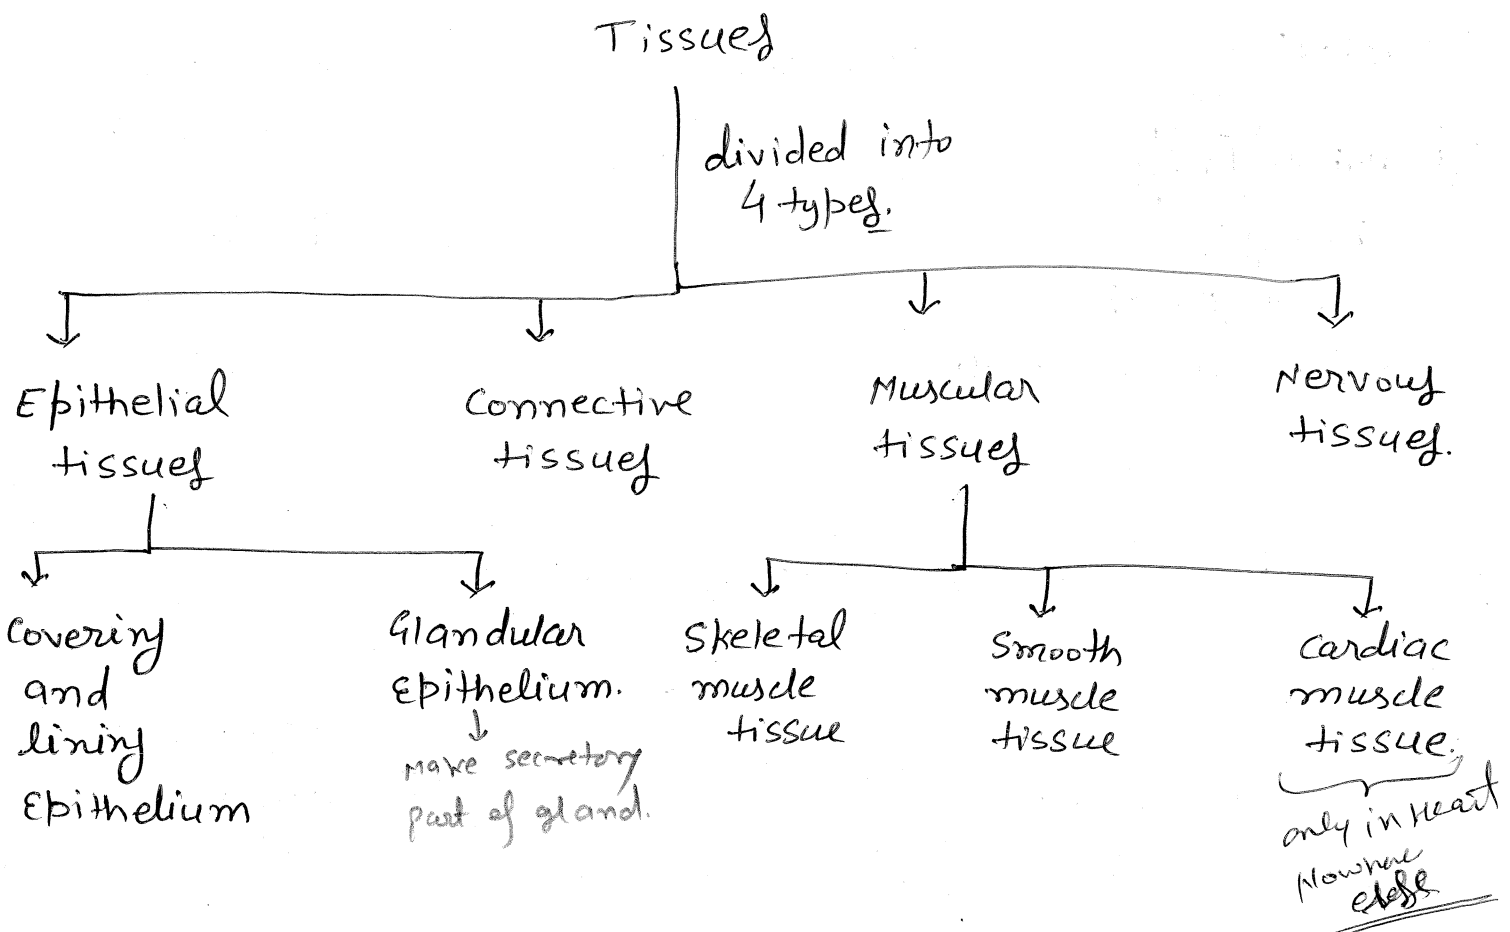 Tissues
divided into
4 types.
Epithelial
tissues
Connective
tissues
Muscular
tissues
Nervous
tissues.
Covering
and
lining
Epithelium
Glandular
Epithelium.
Make secretory
part of gland.
Skeletal
muscle
tissue
Smooth
muscle
tissue
Cardiac
muscle
tissue.
only in Heart
Nowhere
else